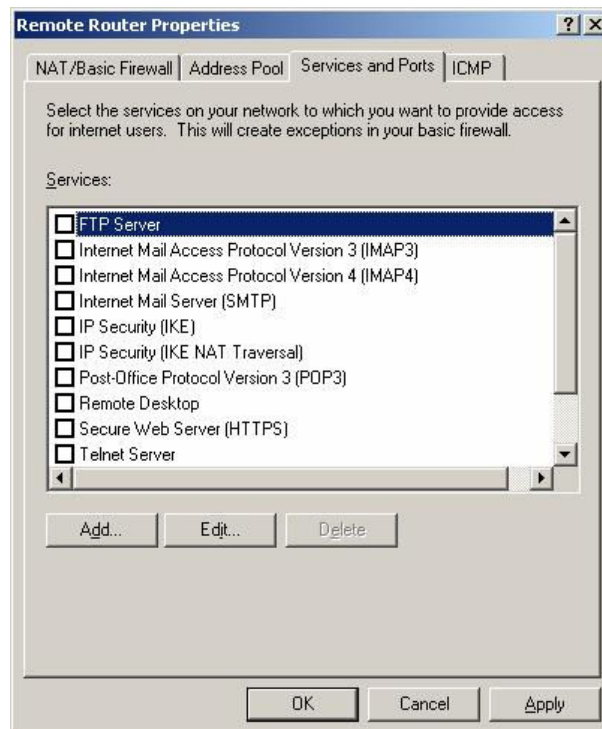 Remote Router Properties
NAT/Basic Firewall Address Pool Services and Ports ICMP
Select the services on your network to which you want to provide access
for internet users. This will create exceptions in your basic firewall.
Services:
FTP Server
Internet Mail Access Protocol Version 3 (IMAP3)
Internet Mail Access Protocol Version 4 (IMAP4)
Internet Mail Server (SMTP)
IP Security (IKE)
IP Security (IKE NAT Traversal)
Post-Office Protocol Version 3 (POP3)
Remote Desktop
Secure Web Server (HTTPS)
Telnet Server
Add... Edit... Delete
OK Cancel Apply